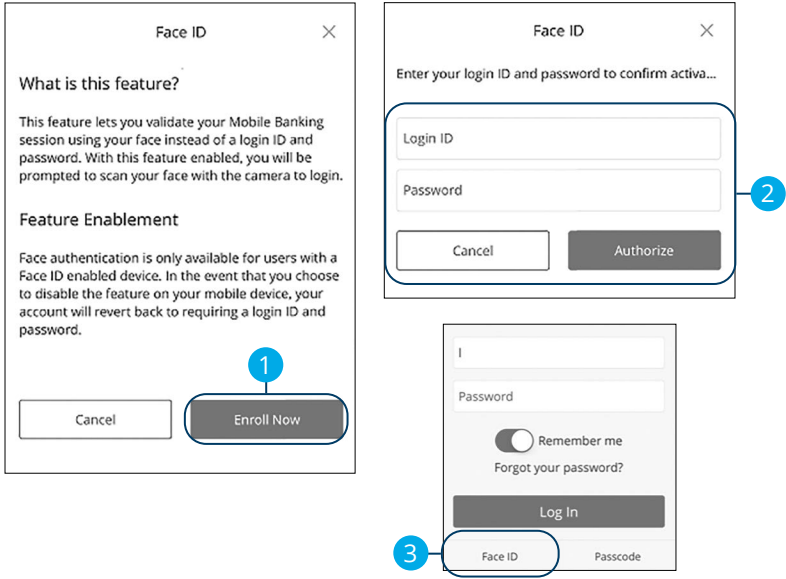 Face ID
What is this feature?
This feature lets you validate your Mobile Banking
session using your face instead of a login ID and
password. With this feature enabled, you will be
prompted to scan your face with the camera to login.
Feature Enablement
Face authentication is only available for users with a
Face ID enabled device. In the event that you choose
to disable the feature on your mobile device, your
account will revert back to requiring a login ID and
password.
1
Cancel
Enroll Now
Face ID
Enter your login ID and password to confirm activa...
Login ID
Password
2
Cancel
Authorize
I
Password
Remember me
Forgot your password?
Log In
3
Face ID
Passcode